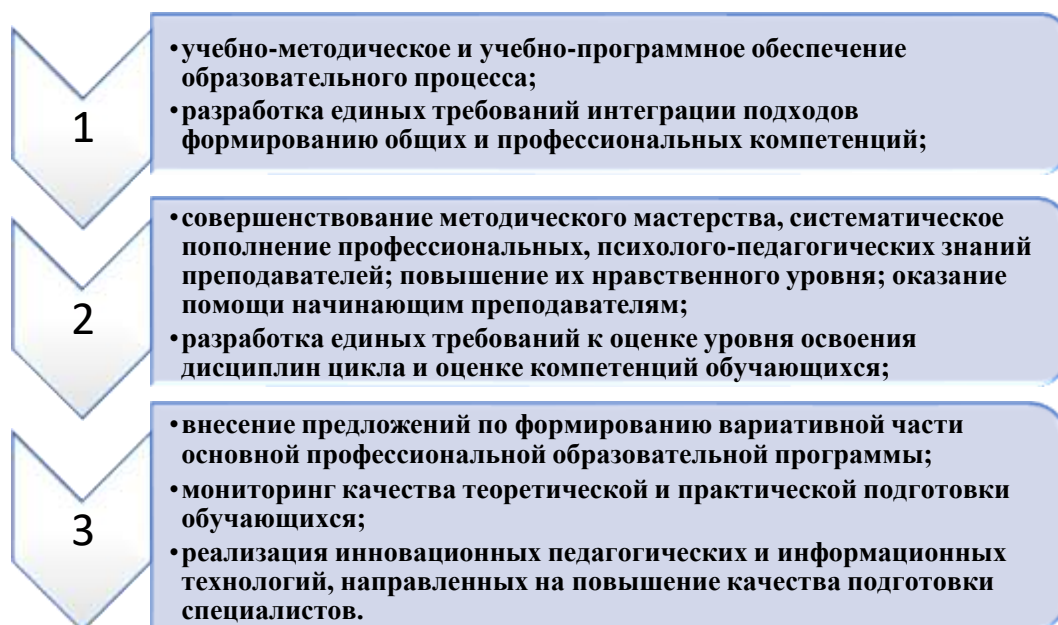 1
•учебно-методическое и учебно-программное обеспечение
образовательного процесса;
•разработка единых требований интеграции подходов
формированию общих и профессиональных компетенций;
2
•совершенствование методического мастерства, систематическое
пополнение профессиональных, психолого-педагогических знаний
преподавателей; повышение их нравственного уровня; оказание
помощи начинающим преподавателям;
•разработка единых требований к оценке уровня освоения
дисциплин цикла и оценке компетенций обучающихся;
3
•внесение предложений по формированию вариативной части
основной профессиональной образовательной программы;
•мониторинг качества теоретической и практической подготовки
обучающихся;
•реализация инновационных педагогических и информационных
технологий, направленных на повышение качества подготовки
специалистов.